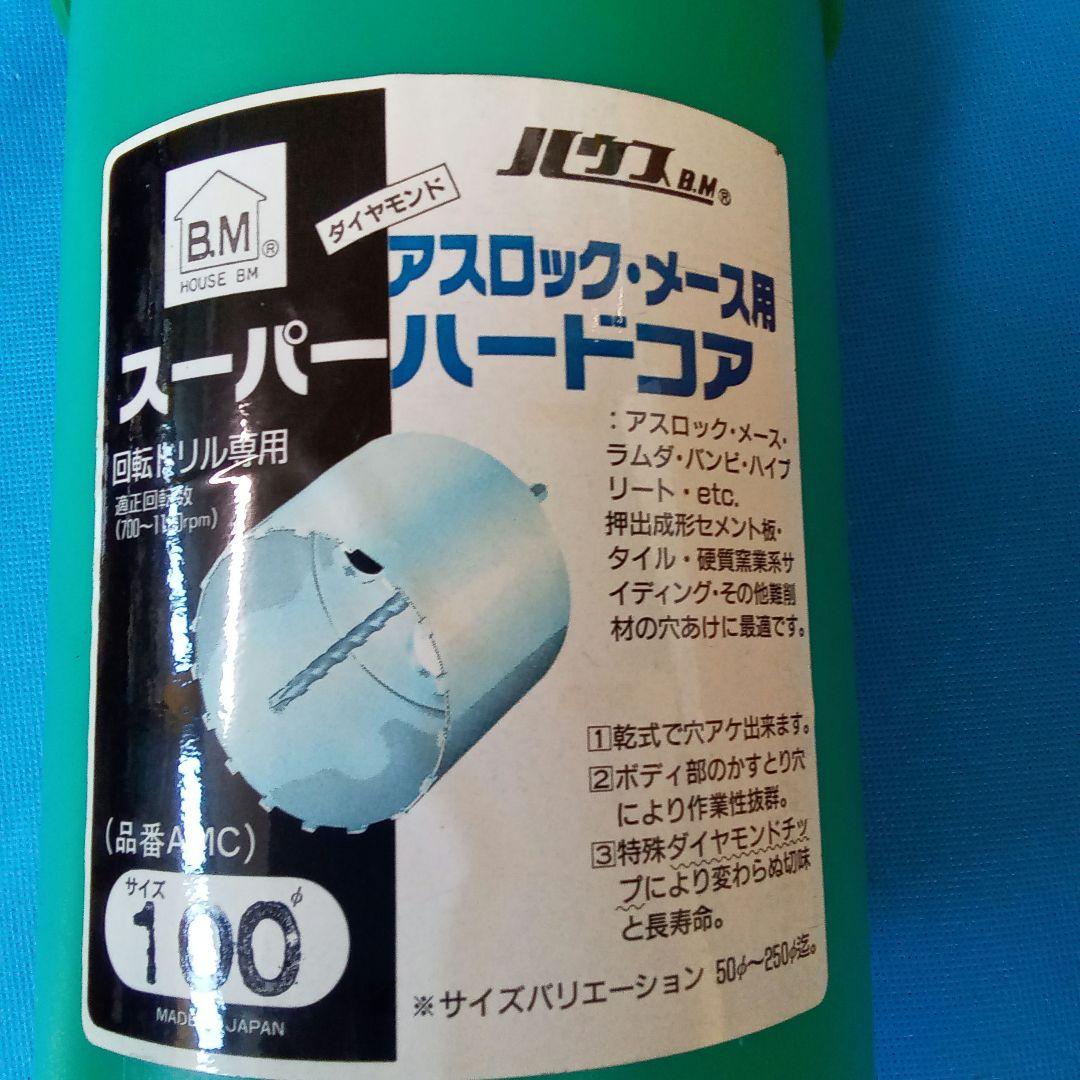 B.M®
HOUSE BM
ハウスB.M®
ダイヤモンド
アスロック・メース用
スーパーハードコア
回転ドリル専用
適正回転数
:アスロック・メース・
ラムダ・バンビ・ハイブ
リート・etc.
押出成形セメント板・
タイル・硬質窯業系サ
イディング・その他難削
材の穴あけに最適です。
1乾式で穴アケ出来ます。
2ボディ部のかすとり穴
により作業性抜群。
3特殊ダイヤモンドチッ
プにより変わらぬ切味
と長寿命。
※サイズバリエーション 50φ〜250φ迄。
(品番AMC)
サイズ
100φ
MADE JAPAN